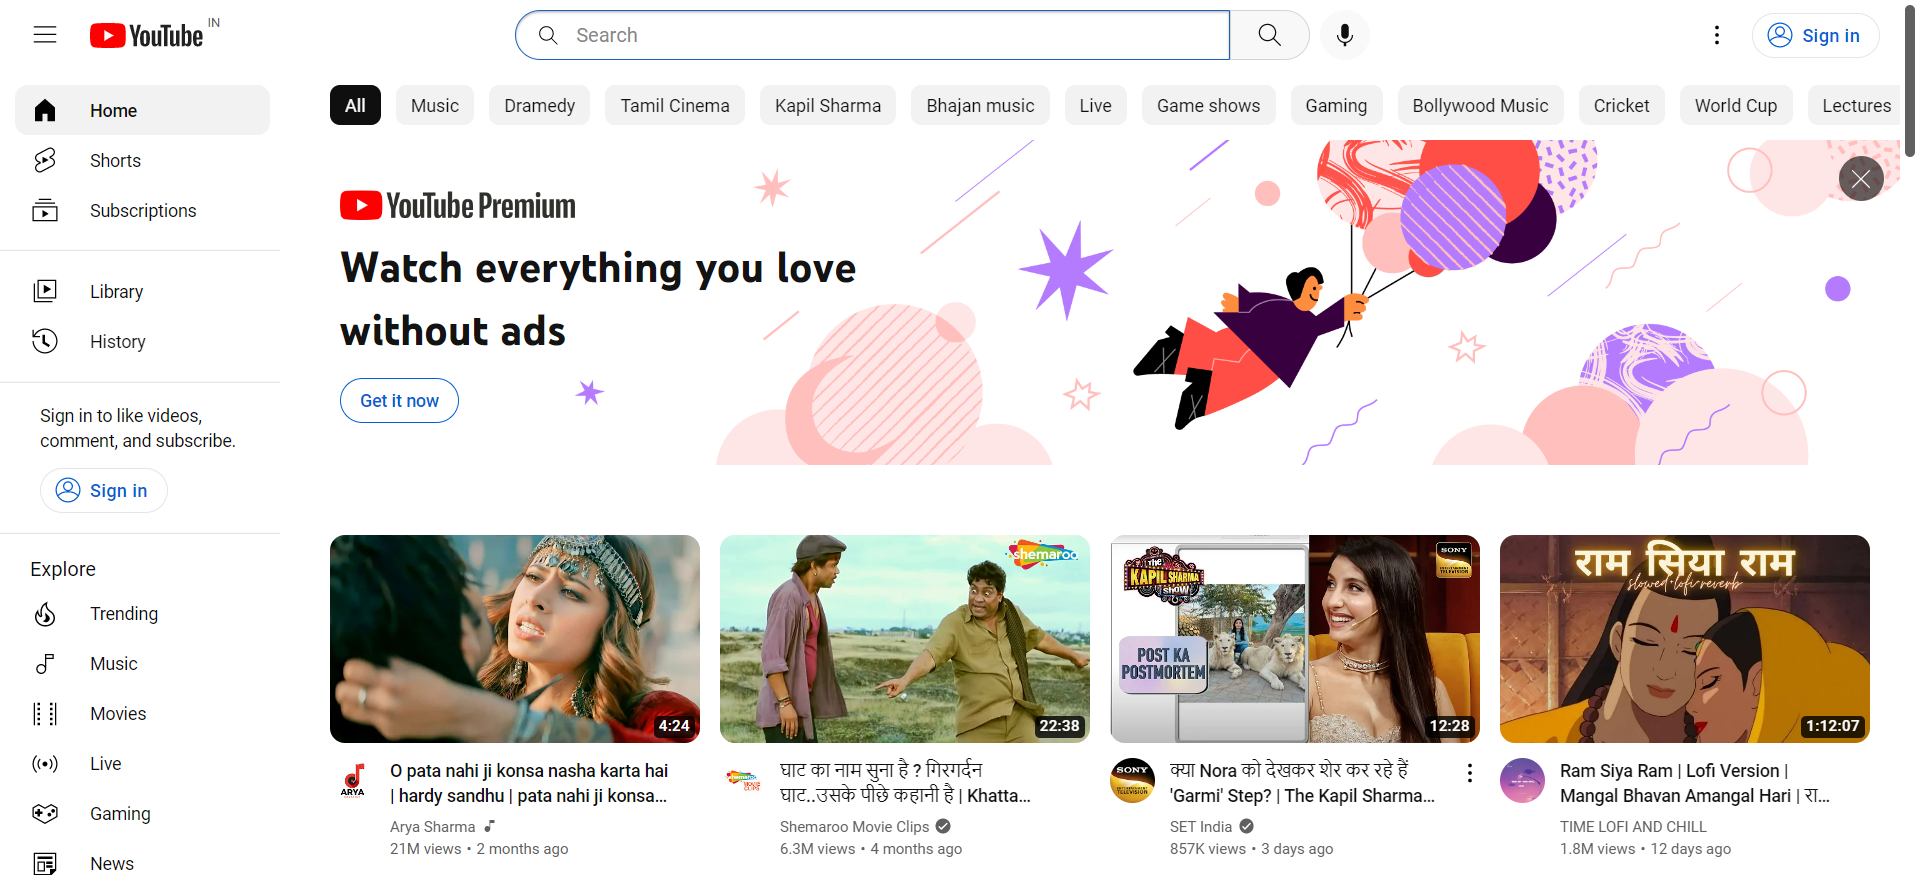 YouTube IN
Search
Sign in
Home
Shorts
Subscriptions
Library
History
Sign in to like videos,
comment, and subscribe.
Sign in
Explore
Trending
Music
Movies
Live
Gaming
News
All Music Dramedy Tamil Cinema Kapil Sharma Bhajan music Live Game shows Gaming Bollywood Music Cricket World Cup Lectures
YouTube Premium
Watch everything you love
without ads
Get it now
4:24
ARYA
O pata nahi ji konsa nasha karta hai
| hardy sandhu | pata nahi ji konsa...
Arya Sharma
21M views • 2 months ago
shemaroo
22:38
shemaroo
घाट का नाम सुना है ? गिरगर्दन
घाट..उसके पीछे कहानी है | Khatta...
Shemaroo Movie Clips
6.3M views • 4 months ago
The
KAPIL SHARMA
SHOW
SONY
ENTERTAINMENT
TELEVISION
POST KA
POSTMORTEM
12:28
SONY
ENTERTAINMENT
TELEVISION
क्या Nora को देखकर शेर कर रहे हैं
'Garmi' Step? | The Kapil Sharma...
SET India
857K views • 3 days ago
राम सिया राम
slowed+lofi+reverb
1:12:07
Ram Siya Ram | Lofi Version |
Mangal Bhavan Amangal Hari | रा...
TIME LOFI AND CHILL
1.8M views • 12 days ago